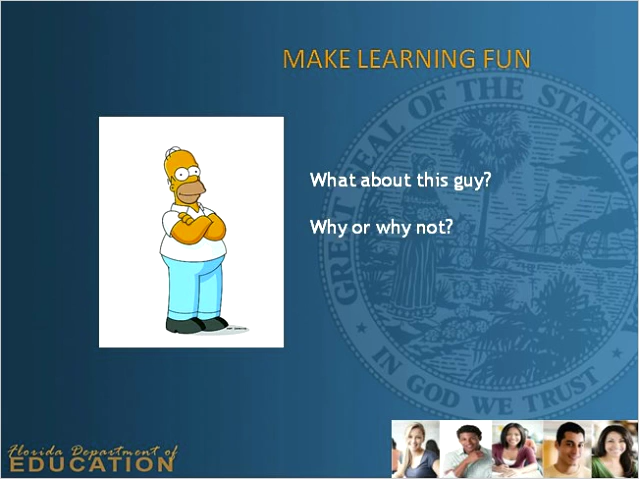 MAKE LEARNING FUN
What about this guy?
Why or why not?
GREAT SEAL OF THE STATE O
IN GOD WE TRUST
Florida Department of
EDUCATION